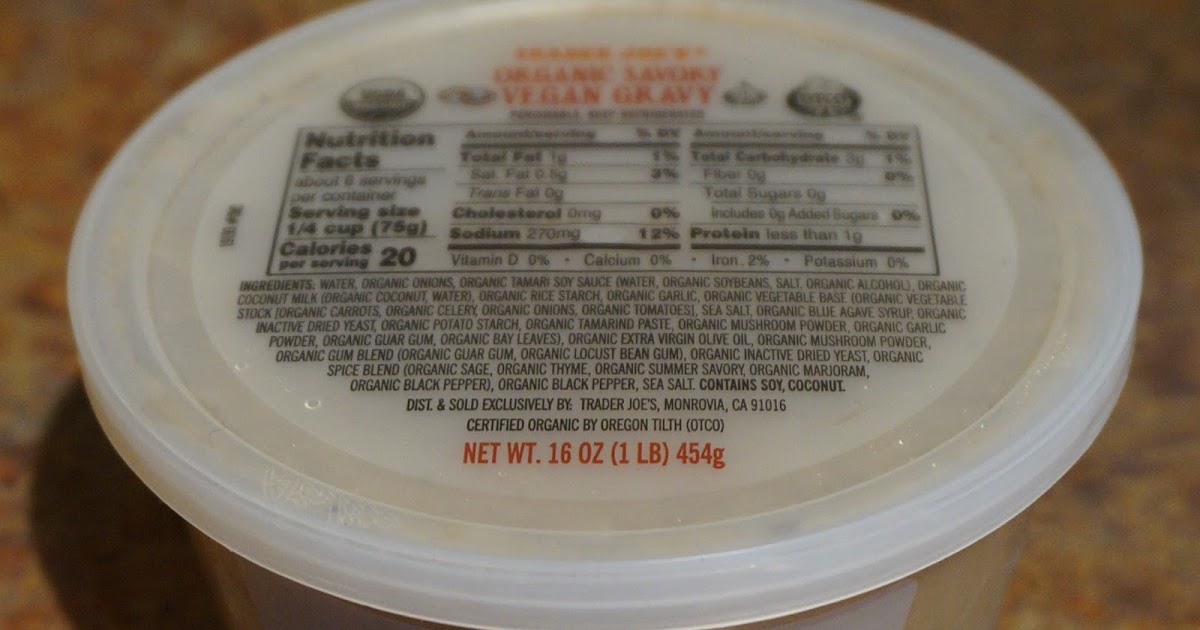 TRADER JOE'S
ORGANIC SAVORY
VEGAN GRAVY
PERISHABLE, KEEP REFRIGERATED
USDA
OTCO
Nutrition
Facts
about 6 servings
per container
Serving size
1/4 cup (75g)
Calories
per serving 20
Amount/serving % DV
Total Fat 1g 1%
Sat. Fat 0.5g 3%
Trans Fat 0g
Cholesterol 0mg 0%
Sodium 270mg 12%
Amount/serving % DV
Total Carbohydrate 3g 1%
Fiber 0g 0%
Total Sugars 0g
Includes 0g Added Sugars 0%
Protein less than 1g
Vitamin D 0% • Calcium 0% • Iron 2% • Potassium 0%
INGREDIENTS: WATER, ORGANIC ONIONS, ORGANIC TAMARI SOY SAUCE (WATER, ORGANIC SOYBEANS, SALT, ORGANIC ALCOHOL), ORGANIC
COCONUT MILK (ORGANIC COCONUT, WATER), ORGANIC RICE STARCH, ORGANIC GARLIC, ORGANIC VEGETABLE BASE (ORGANIC VEGETABLE
STOCK [ORGANIC CARROTS, ORGANIC CELERY, ORGANIC ONIONS, ORGANIC TOMATOES], SEA SALT, ORGANIC BLUE AGAVE SYRUP, ORGANIC
INACTIVE DRIED YEAST, ORGANIC POTATO STARCH, ORGANIC TAMARIND PASTE, ORGANIC MUSHROOM POWDER, ORGANIC GARLIC
POWDER, ORGANIC GUAR GUM, ORGANIC BAY LEAVES), ORGANIC EXTRA VIRGIN OLIVE OIL, ORGANIC MUSHROOM POWDER,
ORGANIC GUM BLEND (ORGANIC GUAR GUM, ORGANIC LOCUST BEAN GUM), ORGANIC INACTIVE DRIED YEAST, ORGANIC
SPICE BLEND (ORGANIC SAGE, ORGANIC THYME, ORGANIC SUMMER SAVORY, ORGANIC MARJORAM,
ORGANIC BLACK PEPPER), ORGANIC BLACK PEPPER, SEA SALT. CONTAINS SOY, COCONUT.
DIST. & SOLD EXCLUSIVELY BY: TRADER JOE'S, MONROVIA, CA 91016
CERTIFIED ORGANIC BY OREGON TILTH (OTCO)
NET WT. 16 OZ (1 LB) 454g